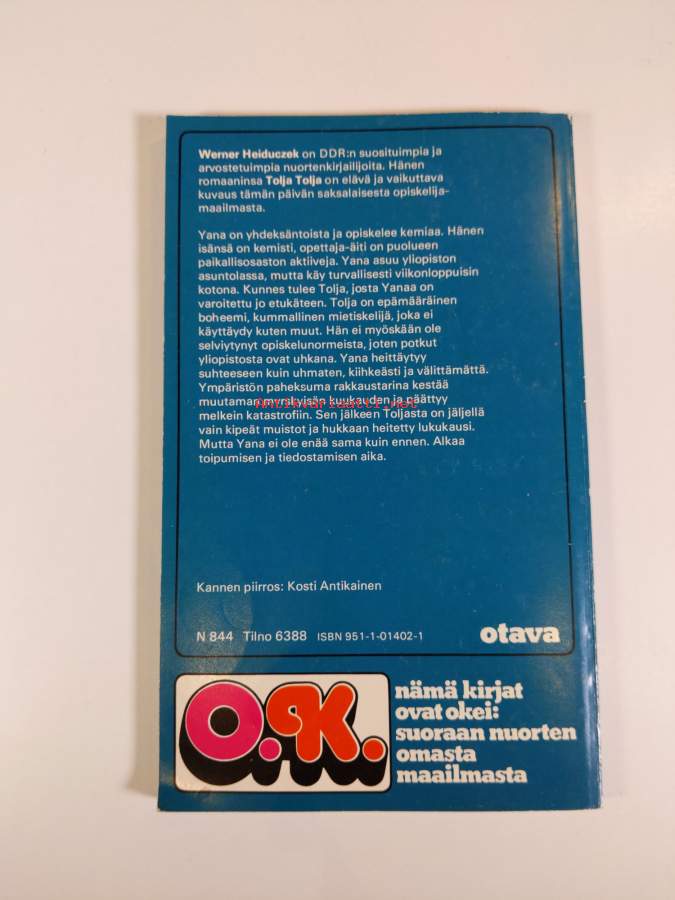 Werner Heiduczek on DDR:n suosituimpia ja
arvostetuimpia nuortenkirjailijoita. Hänen
romaaninsa Tolja Tolja on elävä ja vaikuttava
kuvaus tämän päivän saksalaisesta opiskelija-
maailmasta.
Yana on yhdeksäntoista ja opiskelee kemiaa. Hänen
isänsä on kemisti, opettaja-äiti on puolueen
paikallisosaston aktiiveja. Yana asuu yliopiston
asuntolassa, mutta käy turvallisesti viikonloppuisin
kotona. Kunnes tulee Tolja, josta Yanaa on
varoitettu jo etukäteen. Tolja on epämääräinen
boheemi, kummallinen mietiskelijä, joka ei
käyttäydy kuten muut. Hän ei myöskään ole
selviytynyt opiskelunormeista, joten potkut
yliopistosta ovat uhkana. Yana heittäytyy
suhteeseen kuin uhmaten, kiihkeästi ja välittämättä.
Ympäristön paheksuma rakkaustarina kestää
muutaman myrskyisän kuukauden ja päättyy
Antikvariaatti.net
melkein katastrofiin. Sen jälkeen Toljasta on jäljellä
vain kipeät muistot ja hukkaan heitetty lukukausi.
Mutta Yana ei ole enää sama kuin ennen. Alkaa
toipumisen ja tiedostamisen aika.
Kannen piirros: Kosti Antikainen
N 844 Tilno 6388 ISBN 951-1-01402-1 otava
O.K.
nämä kirjat
ovat okei:
suoraan nuorten
omasta
maailmasta